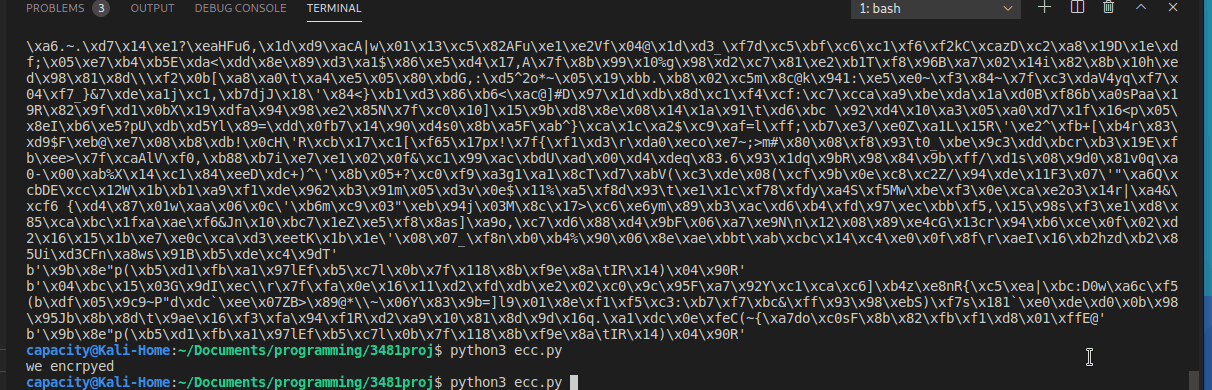 PROBLEMS 3 OUTPUT DEBUG CONSOLE TERMINAL 1: bash
\xa6.~.\xd7\x14\xe1?\xeaHFu6,\x1d\xd9\xacA|w\x01\x13\xc5\x82AFu\xe1\xe2Vf\x04@\x1d\xd3_\xf7d\xc5\xbf\xc6\xc1\xf6\xf2kC\xcazD\xc2\xa8\x19D\x1e\xd
f;\x05\xe7\xb4\xb5E\xda<\xdd\x8e\x89\xd3\xa1$\x86\xe5\xd4\x17,A\x7f\x8b\x99\x10%g\x98\xd2\xc7\x81\xe2\xb1T\xf8\x96B\xa7\x02\x14i\x82\x8b\x10h\xe
d\x98\x81\x8d\\\xf2\x0b[\xa8\xa0\t\xa4\xe5\x05\x80\xbdG,:\xd5^2o*~\x05\x19\xbb.\xb8\x02\xc5m\x8c@k\x941:\xe5\xe0~\xf3\x84~\x7f\xc3\xdaV4yq\xf7\x
04\xf7_}&7\xde\xa1j\xc1,\xb7djJ\x18\'\x84<}\xb1\xd3\x86\xb6<\xac@]#D\x97\x1d\xdb\x8d\xc1\xf4\xcf:\xc7\xcca\xa9\xbe\xda\x1a\xd0B\xf86b\xa0sPaa\x1
9R\x82\x9f\xd1\x0bX\x19\xdfa\x94\x98\xe2\x85N\x7f\xc0\x10]\x15\x9b\xd8\x8e\x08\x14\x1a\x91\t\xd6\xbc \x92\xd4\x10\xa3\x05\xa0\xd7\x1f\x16<p\x05\
x8eI\xb6\xe5?pU\xdb\xd5Yl\x89=\xdd\x0fb7\x14\x90\xd4s0\x8b\xa5F\xab^}\xca\x1c\xa2$\xc9\xaf=l\xff;\xb7\xe3/\xe0Z\xa1L\x15R\'\xe2^\xfb+[\xb4r\x83\
xd9$F\xeb@\xe7\x08\xb8\xdb!\x0cH\'R\xcb\x17\xc1[\xf65\x17px!\x7f{\xf1\xd3\r\xda0\xeco\xe7~;>m#\x80\x08\xf8\x93\t0_\xbe\x9c3\xdd\xbcr\xb3\x19E\xf
b\xee>\x7f\xcaAlV\xf0,\xb88\xb7i\xe7\xe1\x02\x0f&\xc1\x99\xac\xbdU\xad\x00\xd4\xdeq\x83.6\x93\x1dq\x9bR\x98\x84\x9b\xff/\xd1s\x08\x9d0\x81v0q\xa
0-\x00\xab%X\x14\xc1\x84\xeeD\xdc+)^\'\x8b\x05+?\xc0\xf9\xa3g1\xa1\x8cT\xd7\xabV(\xc3\xde\x08(\xcf\x9b\x0e\xc8\xc2Z/\x94\xde\x11F3\x07\'"\xa6Q\x
cbDE\xcc\x12W\x1b\xb1\xa9\xf1\xde\x962\xb3\x91m\x05\xd3v\x0e$\x11%\xa5\xf8d\x93\t\xe1\x1c\xf78\xfdy\xa4S\xf5Mw\xbe\xf3\x0e\xca\xe2o3\x14r|\xa4&\
xcf6 {\xd4\x87\x01w\xaa\x06\x0c\'\xb6m\xc9\x03"\xeb\x94j\x03M\x8c\x17>\xc6\xe6ym\x89\xb3\xac\xd6\xb4\xfd\x97\xec\xbb\xf5,\x15\x98s\xf3\xe1\xd8\x
85\xca\xbc\x1fxa\xae\xf6&Jn\x10\xbc7\x1eZ\xe5\xf8\x8as]\xa9o,\xc7\xd6\x88\xd4\x9bF\x06\xa7\xe9N\n\x12\x08\x89\xe4cG\x13cr\x94\xb6\xce\x0f\x02\xd
2\x16\x15\x1b\xe7\x0c\xca\xd3\xeetK\x1b\x1e\'\x08\x07_\xf8n\xb0\xb4%\x90\x06\x8e\xae\xbbt\xab\xcbc\x14\xc4\xe0\x0f\x8f\r\xaeI\x16\xb2hzd\xb2\x8
5Ui\xd3CFn\xa8ws\x91B\xb5\xde\xc4\x9dT'
b'\x9b\x8e"p(\xb5\xd1\xfb\xa1\x97lEf\xb5\xc7l\x0b\x7f\x118\x8b\xf9e\x8a\tIR\x14)\x04\x90R'
b'\x04\xbc\x15\x03G\x9dI\xec\\r\x7f\xfa\x0e\x16\x11\xd2\xfd\xdb\xe2\x02\xc0\x9c\x95F\xa7\x92Y\xc1\xca\xc6]\xb4z\xe8nR{\xc5\xea|\xbc:D0w\xa6c\xf5
(b\xdf\x05\x9c9~P"d\xdc`\xee\x07ZB>\x89@*\\~\x06Y\x83\x9b=]l9\x01\x8e\xf1\xf5\xc3:\xb7\xf7\xbc&\xff\x93\x98\xebS)\xf7s\x181`\xe0\xde\xd0\x0b\x98
\x95Jb\x8b\x8d\t\x9ae\x16\xf3\xfa\x94\xf1R\xd2\xa9\x10\x81\x8d\x9d\x16q.\xa1\xdc\x0e\xfeC(~{\xa7do\xc0sF\x8b\x82\xfb\xf1\xd8\x01\xffE@'
b'\x9b\x8e"p(\xb5\xd1\xfb\xa1\x97lEf\xb5\xc7l\x0b\x7f\x118\x8b\xf9e\x8a\tIR\x14)\x04\x90R'
capacity@Kali-Home:~/Documents/programming/3481proj$ python3 ecc.py
we encrpyed
capacity@Kali-Home:~/Documents/programming/3481proj$ python3 ecc.py